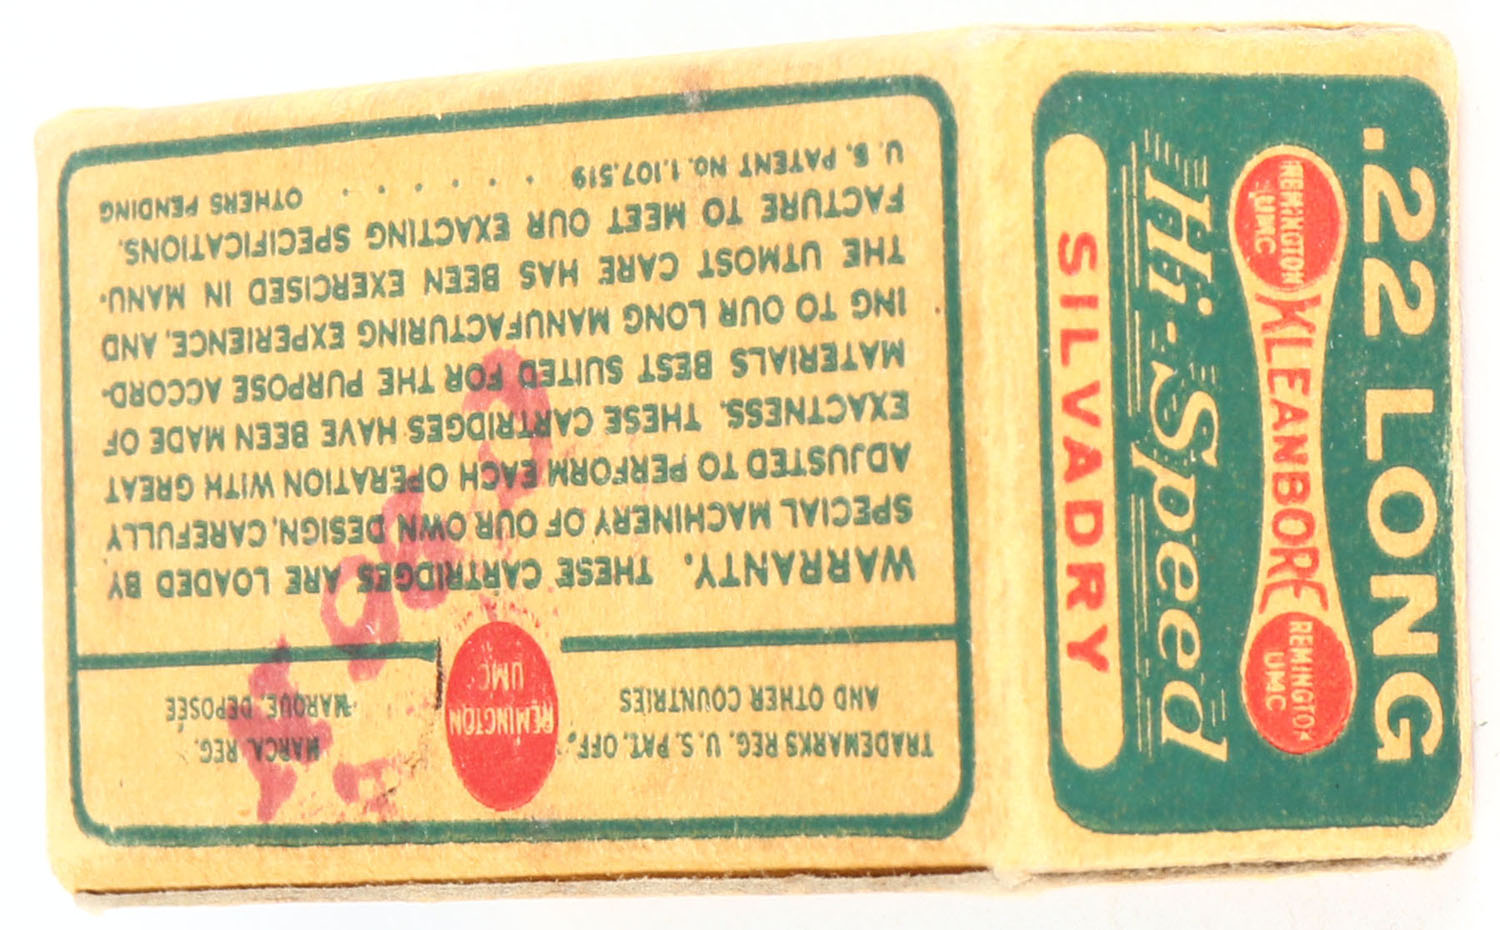 TRADEMARKS REG. U. S. PAT. OFF.
AND OTHER COUNTRIES
REMINGTON
UMC
MARCA REG.
MARQUE DEPOSÉE
WARRANTY. THESE CARTRIDGES ARE LOADED BY
SPECIAL MACHINERY OF OUR OWN DESIGN, CAREFULLY
ADJUSTED TO PERFORM EACH OPERATION WITH GREAT
EXACTNESS. THESE CARTRIDGES HAVE BEEN MADE OF
MATERIALS BEST SUITED FOR THE PURPOSE ACCORD-
ING TO OUR LONG MANUFACTURING EXPERIENCE, AND
THE UTMOST CARE HAS BEEN EXERCISED IN MANU-
FACTURE TO MEET OUR EXACTING SPECIFICATIONS.
U. S. PATENT No. 1,107,519 . . . . . . OTHERS PENDING
.22 LONG
REMINGTON
UMC
KLEANBORE
REMINGTON
UMC
Hi-Speed
SILVADRY